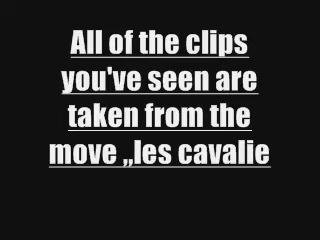 All of the clips
you've seen are
taken from the
move „les cavalie